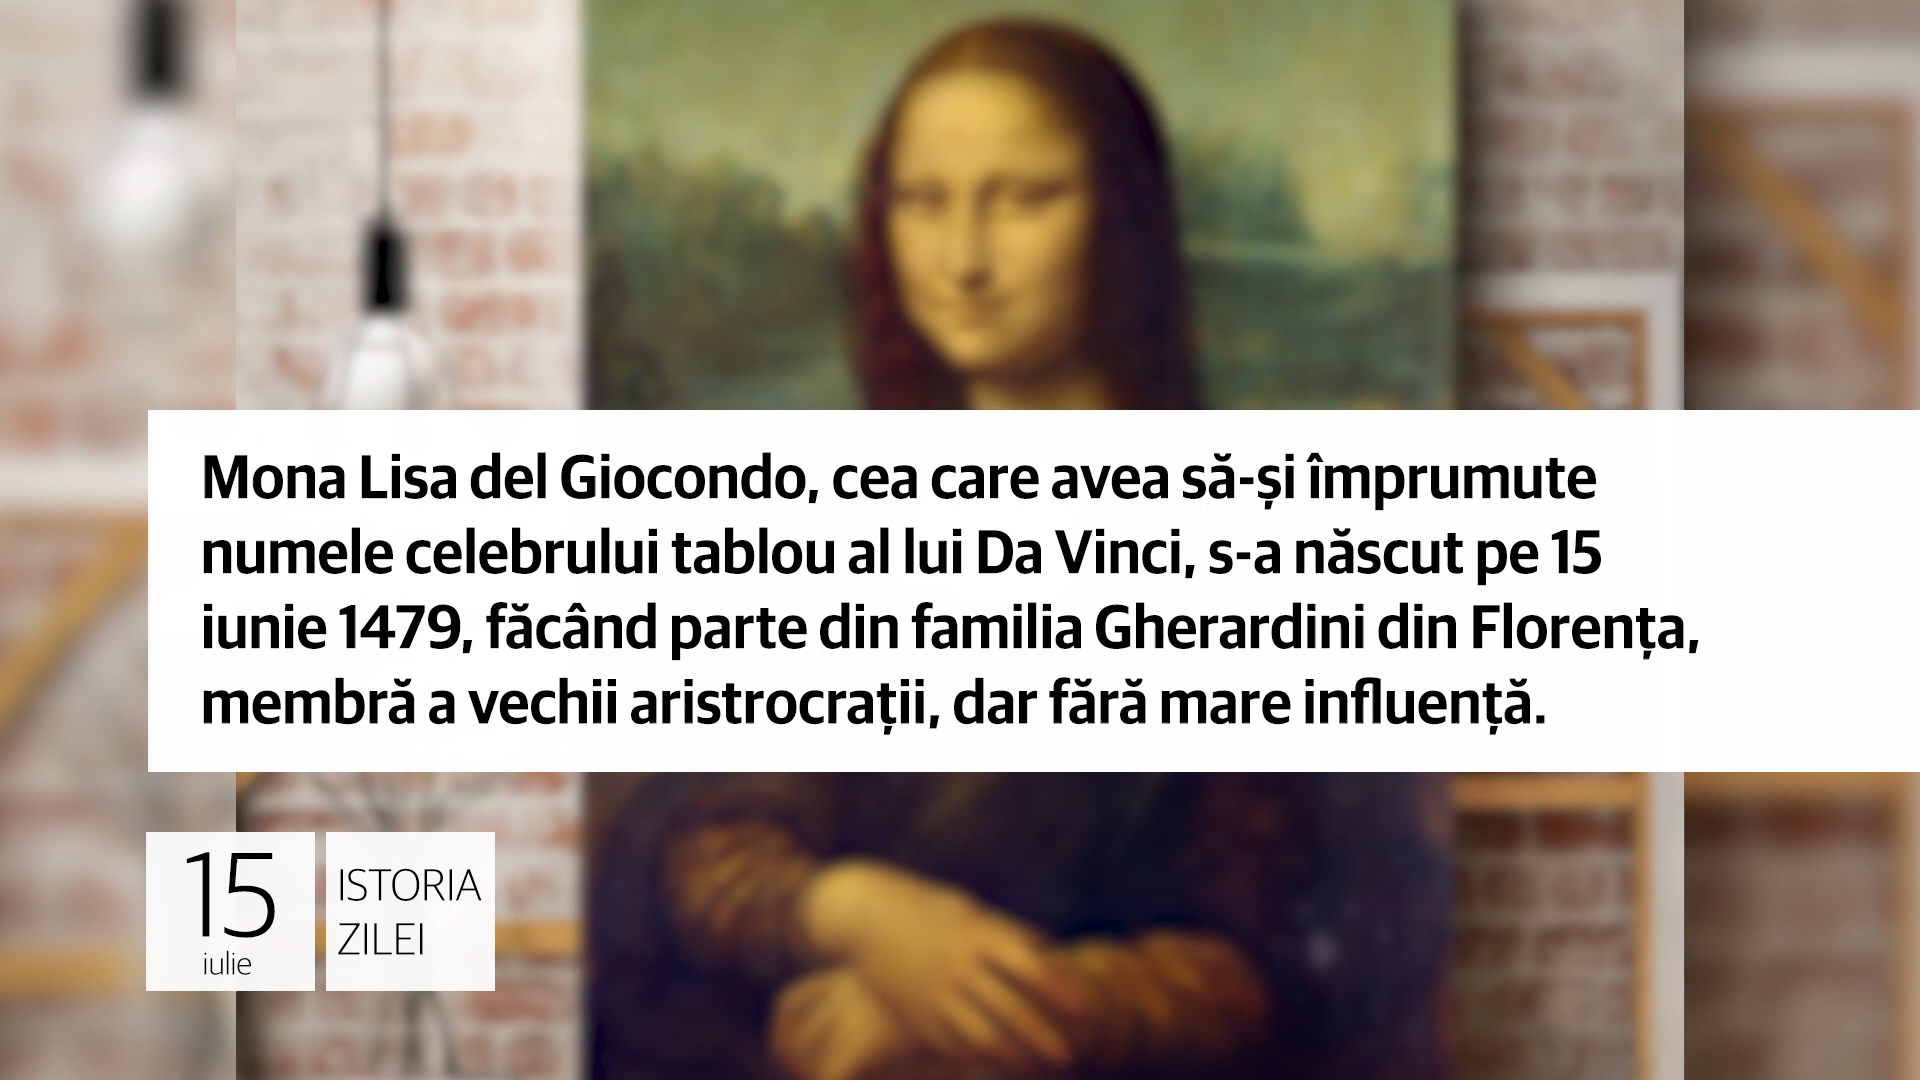 Mona Lisa del Giocondo, cea care avea să-și împrumute
numele celebrului tablou al lui Da Vinci, s-a născut pe 15
iunie 1479, făcând parte din familia Gherardini din Florența,
membră a vechii aristrocrații, dar fără mare influență.
15
iulie
ISTORIA
ZILEI